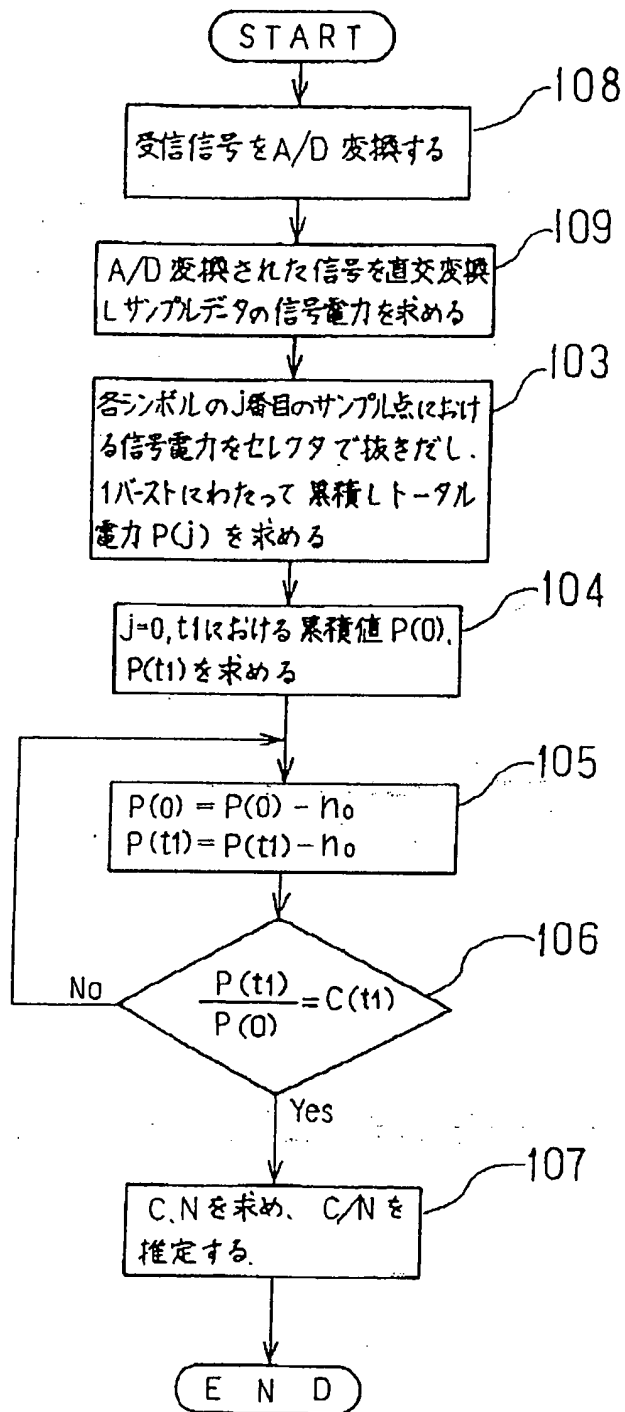 START
108
受信信号をA/D変換する
109
A/D変換された信号を直交変換
しサンプルデータの信号電力を求める
103
各シンボルのj番目のサンプル点におけ
る信号電力をセレクタで抜きだし、
1バーストにわたって累積しトータル
電力P(j)を求める
104
j=0,t1における累積値P(0)、
P(t1)を求める
105
P(0)=P(0)-n₀
P(t1)=P(t1)-n₀
106
No
P(t1)
P(0)
=C(t1)
Yes
107
C、Nを求め、C/Nを
推定する.
END